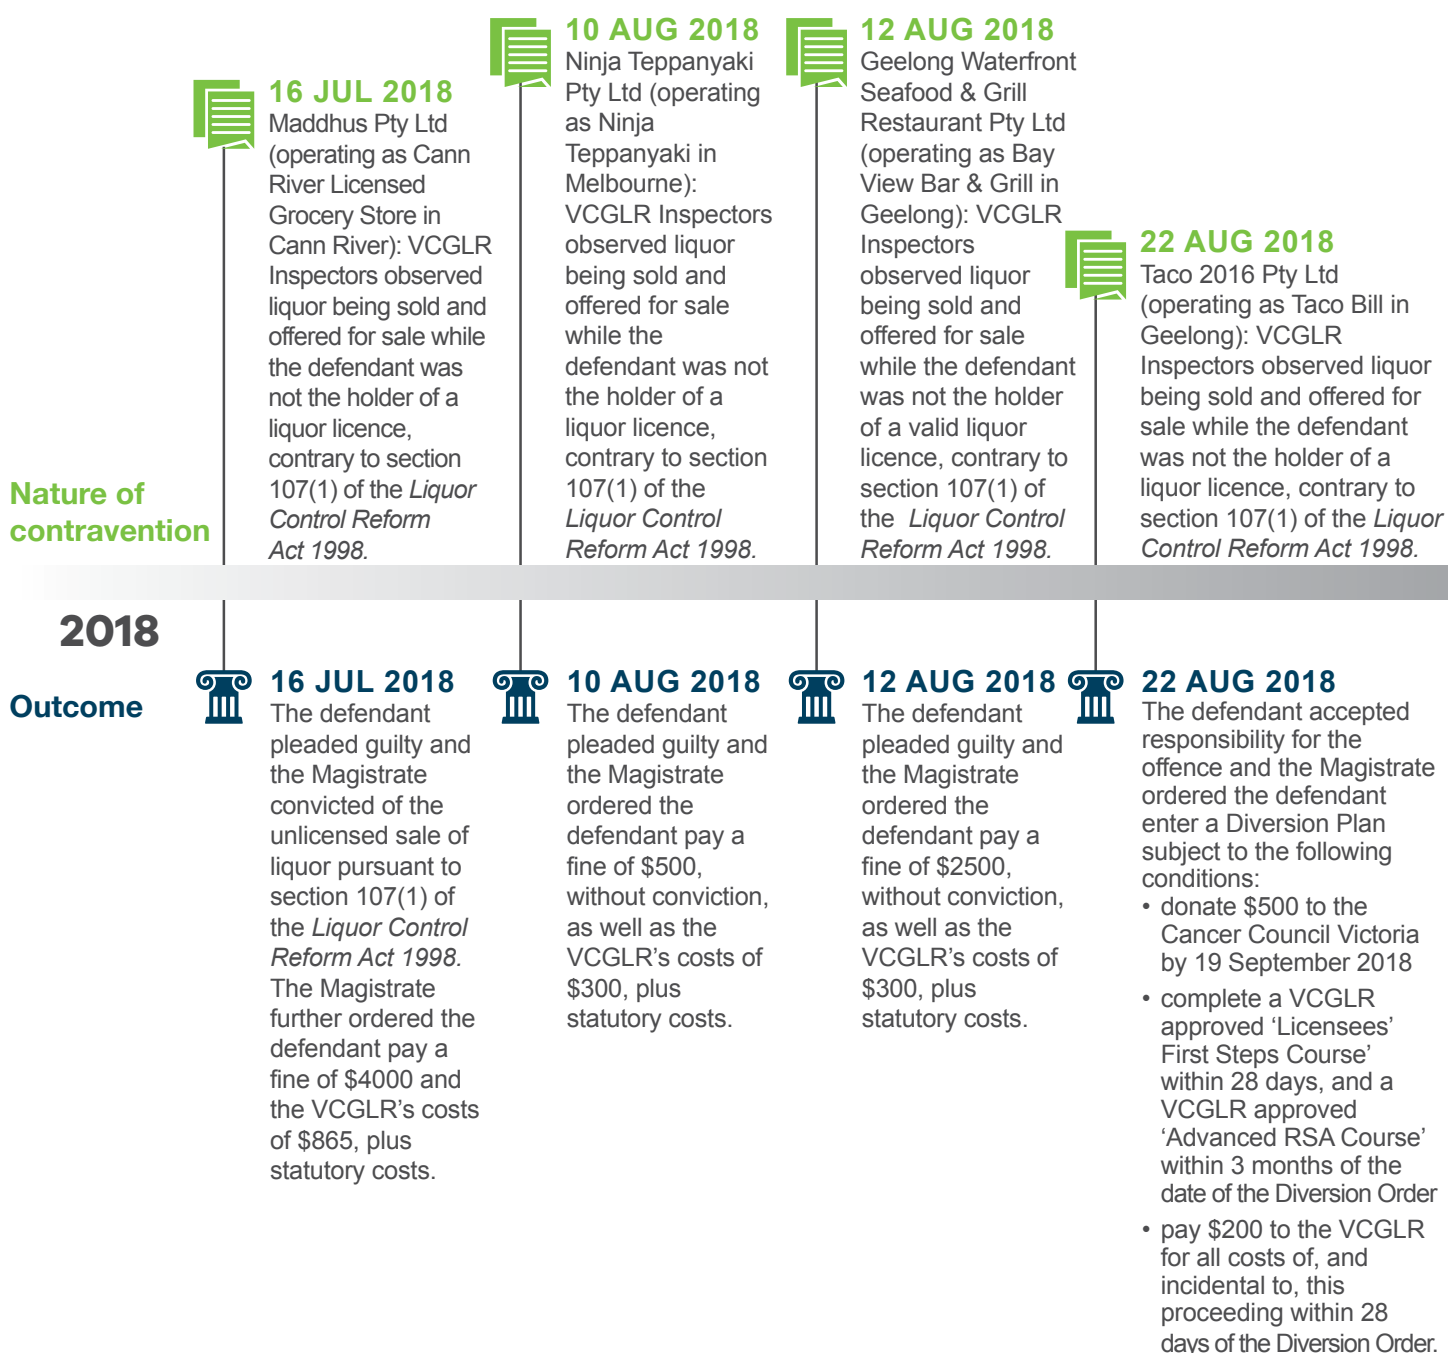 16 JUL 2018
Maddhus Pty Ltd
(operating as Cann
River Licensed
Grocery Store in
Cann River): VCGLR
Inspectors observed
liquor being sold and
offered for sale while
the defendant was
not the holder of a
liquor licence,
contrary to section
107(1) of the Liquor
Control Reform
Act 1998.
10 AUG 2018
Ninja Teppanyaki
Pty Ltd (operating
as Ninja
Teppanyaki in
Melbourne):
VCGLR Inspectors
observed liquor
being sold and
offered for sale
while the
defendant was not
the holder of a
liquor licence,
contrary to section
107(1) of the
Liquor Control
Reform Act 1998.
12 AUG 2018
Geelong Waterfront
Seafood & Grill
Restaurant Pty Ltd
(operating as Bay
View Bar & Grill in
Geelong): VCGLR
Inspectors
observed liquor
being sold and
offered for sale
while the defendant
was not the holder
of a valid liquor
licence, contrary to
section 107(1) of
the Liquor Control
Reform Act 1998.
22 AUG 2018
Taco 2016 Pty Ltd
(operating as Taco Bill in
Geelong): VCGLR
Inspectors observed liquor
being sold and offered for
sale while the defendant
was not the holder of a
liquor licence, contrary to
section 107(1) of the Liquor
Control Reform Act 1998.
Nature of
contravention
2018
Outcome
16 JUL 2018
The defendant
pleaded guilty and
the Magistrate
convicted of the
unlicensed sale of
liquor pursuant to
section 107(1) of
the Liquor Control
Reform Act 1998.
The Magistrate
further ordered the
defendant pay a
fine of $4000 and
the VCGLR’s costs
of $865, plus
statutory costs.
10 AUG 2018
The defendant
pleaded guilty and
the Magistrate
ordered the
defendant pay a
fine of $500,
without conviction,
as well as the
VCGLR’s costs of
$300, plus
statutory costs.
12 AUG 2018
The defendant
pleaded guilty and
the Magistrate
ordered the
defendant pay a
fine of $2500,
without conviction,
as well as the
VCGLR’s costs of
$300, plus
statutory costs.
22 AUG 2018
The defendant accepted
responsibility for the
offence and the Magistrate
ordered the defendant
enter a Diversion Plan
subject to the following
conditions:
• donate $500 to the
Cancer Council Victoria
by 19 September 2018
• complete a VCGLR
approved ‘Licensees’
First Steps Course’
within 28 days, and a
VCGLR approved
‘Advanced RSA Course’
within 3 months of the
date of the Diversion Order
• pay $200 to the VCGLR
for all costs of, and
incidental to, this
proceeding within 28
days of the Diversion Order.